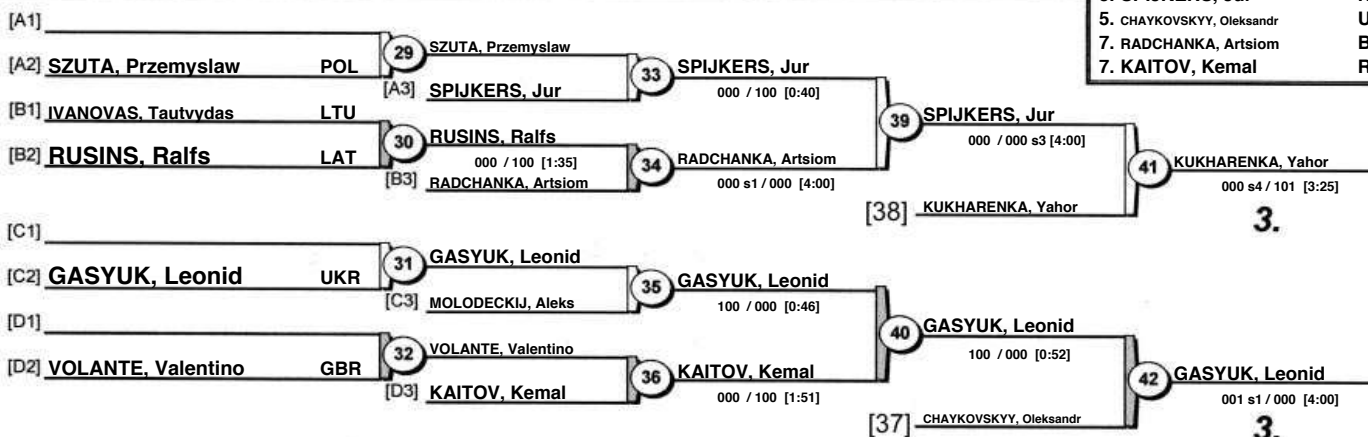 5. CHAYKOVSKYY, Oleksandr
7. RADCHANKA, Artsiom
7. KAITOV, Kemal
[A1]
[A2] SZUTA, Przemyslaw POL
29 SZUTA, Przemyslaw
[A3] SPIJKERS, Jur
33 SPIJKERS, Jur
000 / 100 [0:40]
[B1] IVANOVAS, Tautvydas LTU
[B2] RUSINS, Ralfs LAT
30 RUSINS, Ralfs
000 / 100 [1:35]
[B3] RADCHANKA, Artsiom
34 RADCHANKA, Artsiom
000 s1 / 000 [4:00]
39 SPIJKERS, Jur
000 / 000 s3 [4:00]
[38] KUKHARENKA, Yahor
41 KUKHARENKA, Yahor
000 s4 / 101 [3:25]
3.
[C1]
[C2] GASYUK, Leonid UKR
31 GASYUK, Leonid
[C3] MOLODECKIJ, Aleks
35 GASYUK, Leonid
100 / 000 [0:46]
[D1]
[D2] VOLANTE, Valentino GBR
32 VOLANTE, Valentino
[D3] KAITOV, Kemal
36 KAITOV, Kemal
000 / 100 [1:51]
40 GASYUK, Leonid
100 / 000 [0:52]
[37] CHAYKOVSKYY, Oleksandr
42 GASYUK, Leonid
001 s1 / 000 [4:00]
3.